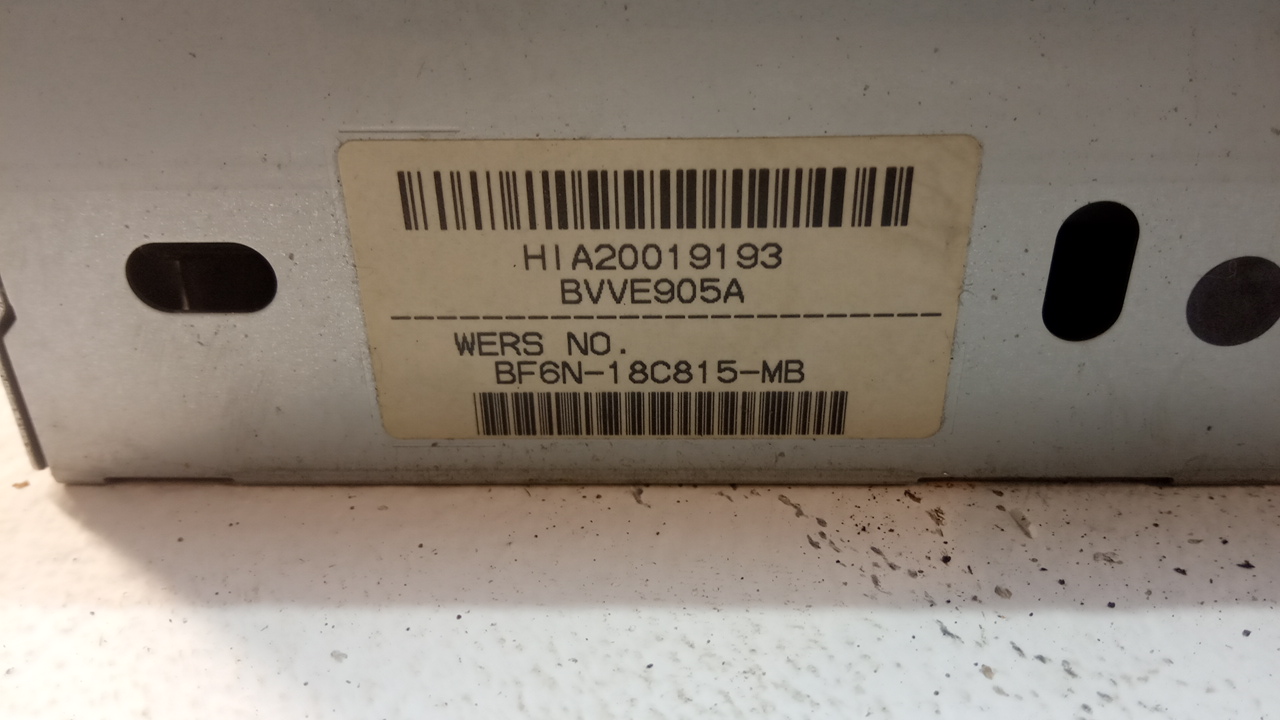 HIA20019193
BVVE905A
WERS NO.
BF6N-18C815-MB